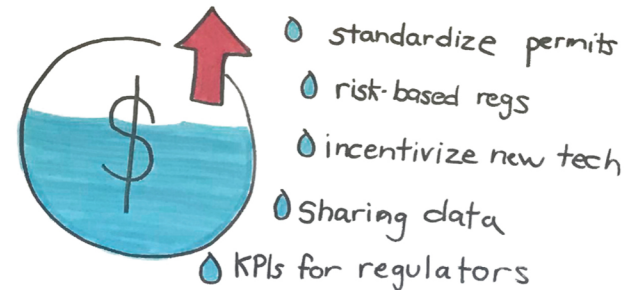 $
standardize permits
risk-based regs
incentivize new tech
sharing data
KPIs for regulators